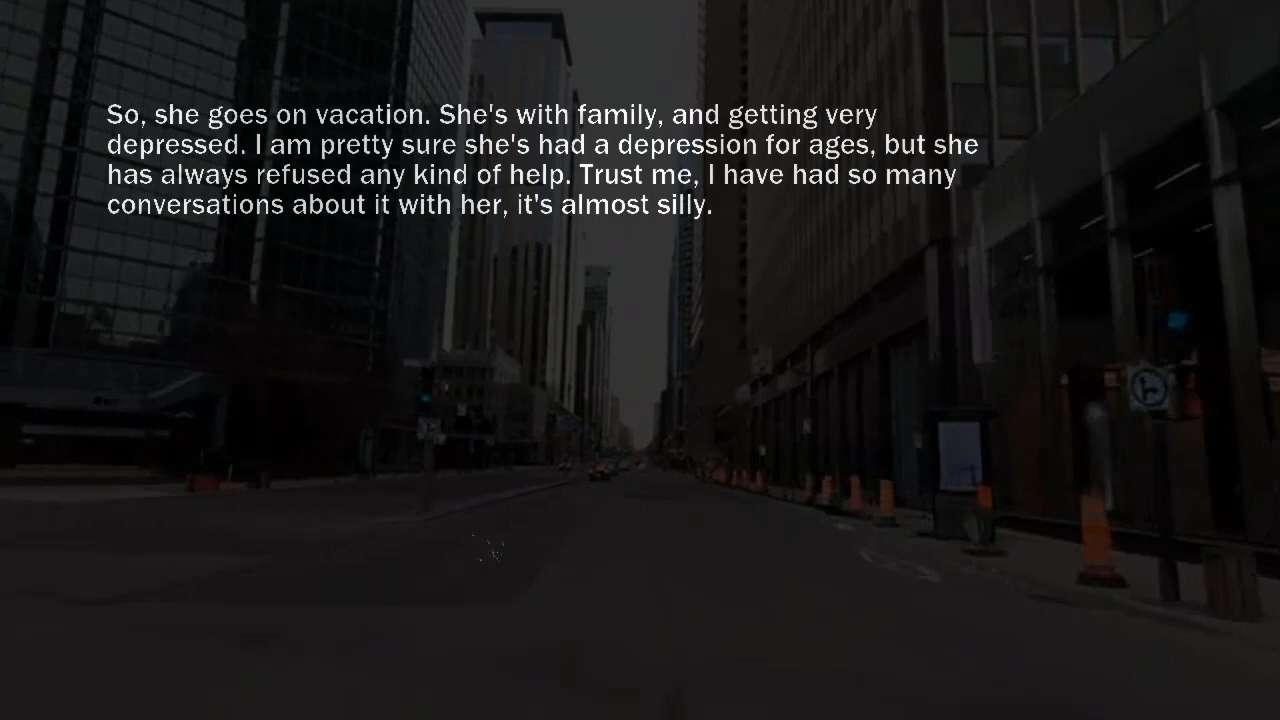 So, she goes on vacation. She's with family, and getting very
depressed. I am pretty sure she's had a depression for ages, but she
has always refused any kind of help. Trust me, I have had so many
conversations about it with her, it's almost silly.